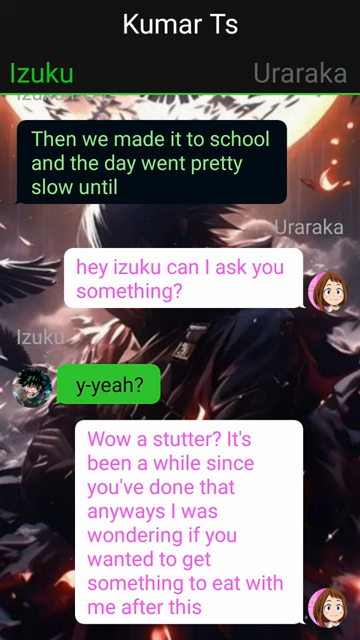 Kumar Ts
Izuku
Uraraka
Then we made it to school
and the day went pretty
slow until
Uraraka
hey izuku can I ask you
something?
Izuku
y-yeah?
Wow a stutter? It's
been a while since
you've done that
anyways I was
wondering if you
wanted to get
something to eat with
me after this